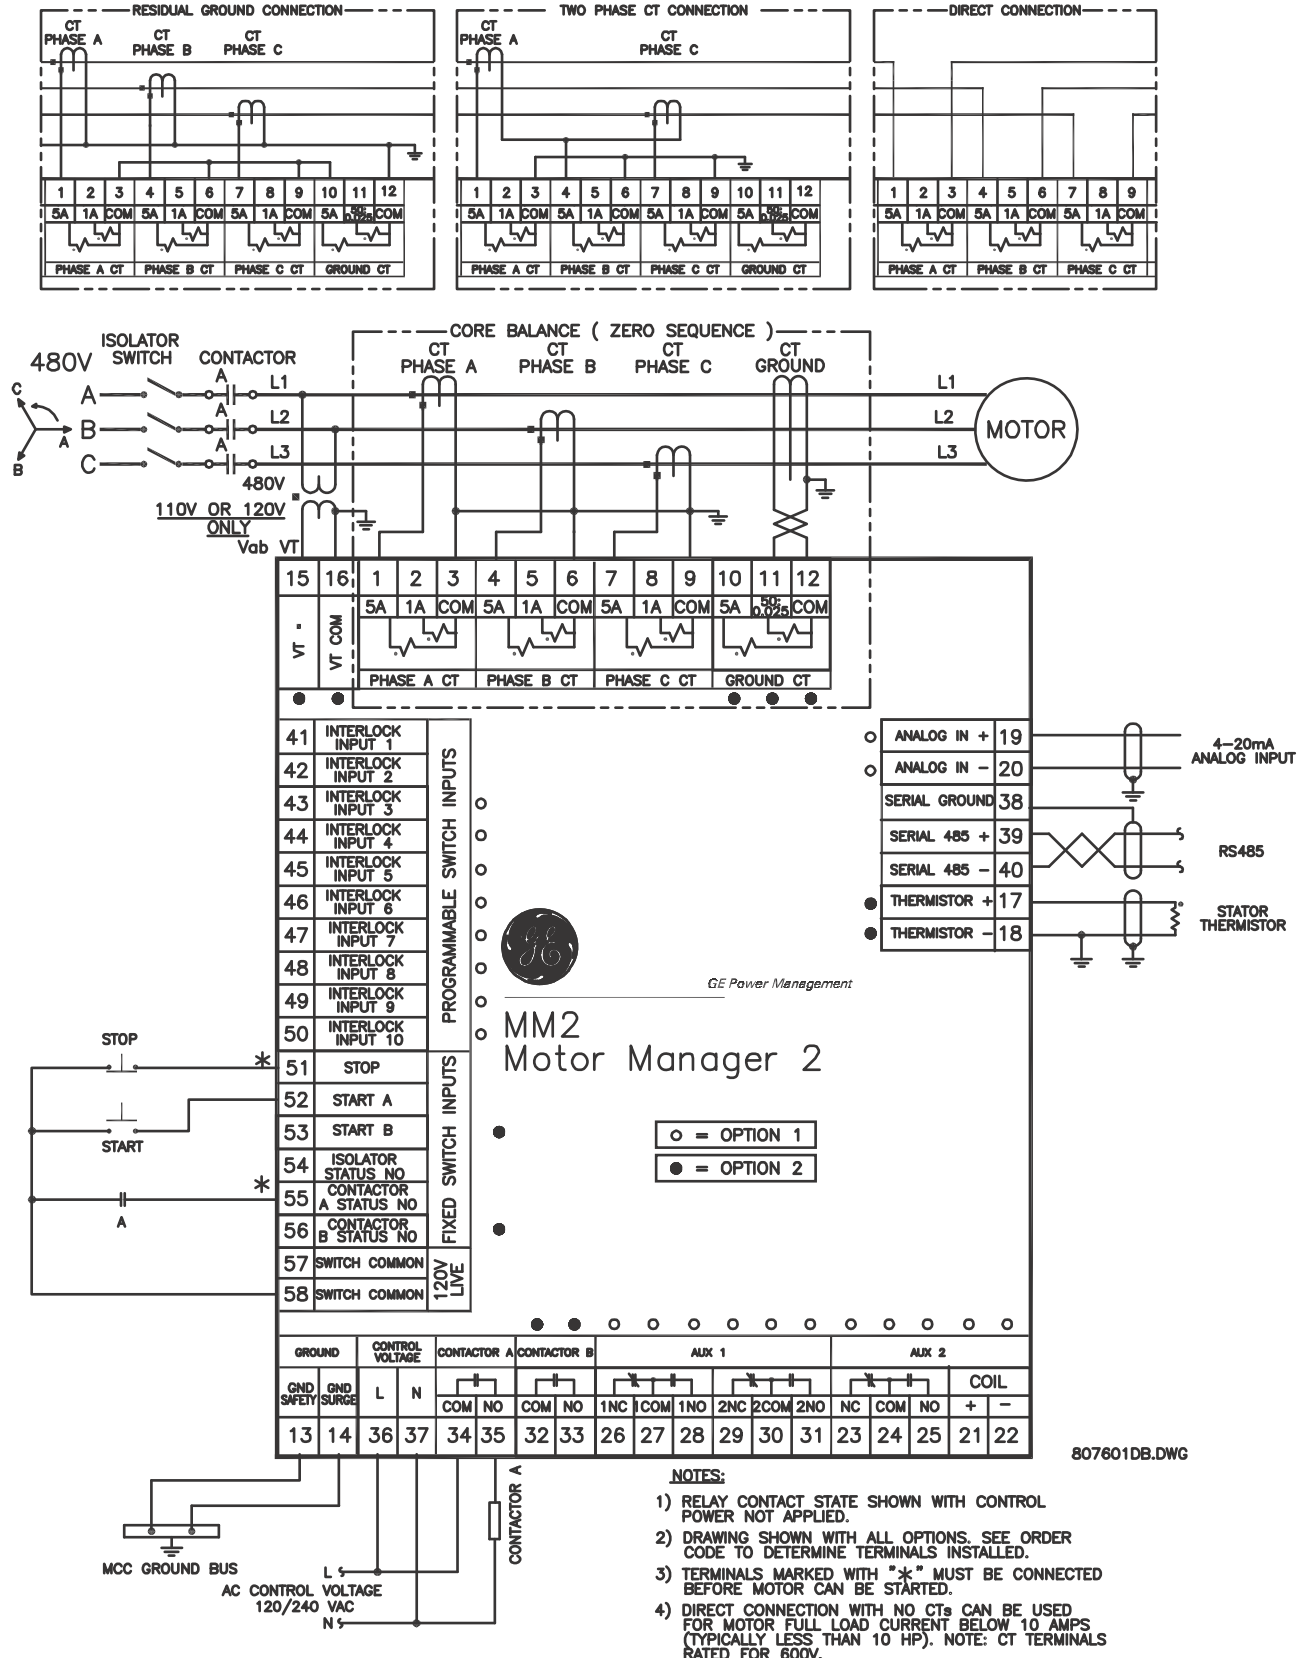 RESIDUAL GROUND CONNECTION
CT
PHASE A
CT
PHASE B
CT
PHASE C
1 2 3 4 5 6 7 8 9 10 11 12
5A 1A COM 5A 1A COM 5A 1A COM 5A 50: 0.025 COM
PHASE A CT PHASE B CT PHASE C CT GROUND CT
TWO PHASE CT CONNECTION
CT
PHASE A
CT
PHASE C
1 2 3 4 5 6 7 8 9 10 11 12
5A 1A COM 5A 1A COM 5A 1A COM 5A 50: 0.025 COM
PHASE A CT PHASE B CT PHASE C CT GROUND CT
DIRECT CONNECTION
1 2 3 4 5 6 7 8 9
5A 1A COM 5A 1A COM 5A 1A COM
PHASE A CT PHASE B CT PHASE C CT
CORE BALANCE ( ZERO SEQUENCE )
480V
ISOLATOR
SWITCH
CONTACTOR
CT
PHASE A
CT
PHASE B
CT
PHASE C
CT
GROUND
C
A
B
A A L1 L1
B A L2 L2
C A L3 L3
MOTOR
480V
110V OR 120V
ONLY
Vab VT
15 16 1 2 3 4 5 6 7 8 9 10 11 12
5A 1A COM 5A 1A COM 5A 1A COM 5A 50: 0.025 COM
VT
VT COM
PHASE A CT PHASE B CT PHASE C CT GROUND CT
41 INTERLOCK
INPUT 1
42 INTERLOCK
INPUT 2
43 INTERLOCK
INPUT 3
44 INTERLOCK
INPUT 4
45 INTERLOCK
INPUT 5
46 INTERLOCK
INPUT 6
47 INTERLOCK
INPUT 7
48 INTERLOCK
INPUT 8
49 INTERLOCK
INPUT 9
50 INTERLOCK
INPUT 10
PROGRAMMABLE SWITCH INPUTS
STOP
* 51 STOP
52 START A
53 START B
START
54 ISOLATOR
STATUS NO
* 55 CONTACTOR
A STATUS NO
A
56 CONTACTOR
B STATUS NO
57 SWITCH COMMON
58 SWITCH COMMON
FIXED SWITCH INPUTS
120V
LIVE
ANALOG IN + 19
ANALOG IN - 20
SERIAL GROUND 38
SERIAL 485 + 39
SERIAL 485 - 40
THERMISTOR + 17
THERMISTOR - 18
4-20mA
ANALOG INPUT
RS485
STATOR
THERMISTOR
GE
GE Power Management
MM2
Motor Manager 2
○ = OPTION 1
● = OPTION 2
GROUND
CONTROL
VOLTAGE
CONTACTOR A CONTACTOR B AUX 1 AUX 2
GND
SAFETY
GND
SURGE
L N
COIL
COM NO COM NO 1NC 1COM 1NO 2NC 2COM 2NO NC COM NO + -
13 14 36 37 34 35 32 33 26 27 28 29 30 31 23 24 25 21 22
807601DB.DWG
MCC GROUND BUS
L
AC CONTROL VOLTAGE
120/240 VAC
N
CONTACTOR A
NOTES:
1) RELAY CONTACT STATE SHOWN WITH CONTROL
POWER NOT APPLIED.
2) DRAWING SHOWN WITH ALL OPTIONS. SEE ORDER
CODE TO DETERMINE TERMINALS INSTALLED.
3) TERMINALS MARKED WITH "*" MUST BE CONNECTED
BEFORE MOTOR CAN BE STARTED.
4) DIRECT CONNECTION WITH NO CTs CAN BE USED
FOR MOTOR FULL LOAD CURRENT BELOW 10 AMPS
(TYPICALLY LESS THAN 10 HP). NOTE: CT TERMINALS
RATED FOR 600V.